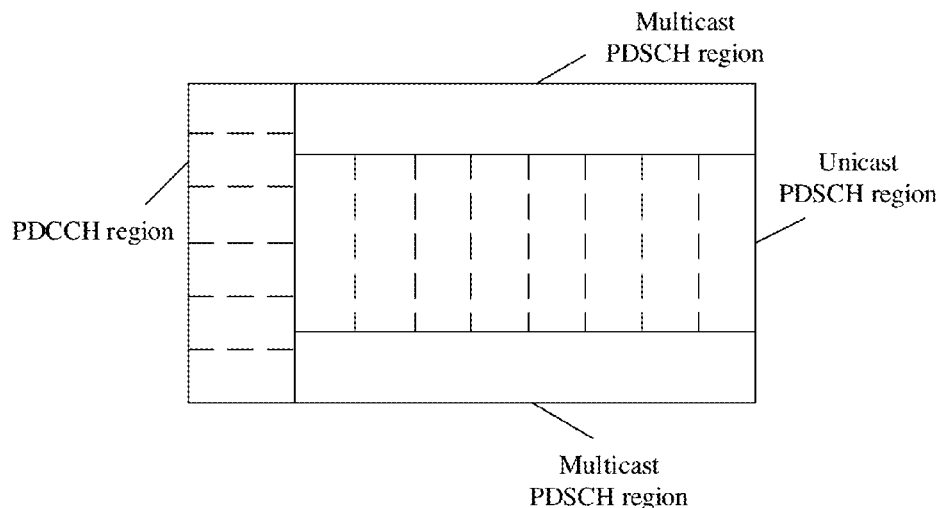 Multicast
PDSCH region
Unicast
PDSCH region
PDCCH region
Multicast
PDSCH region